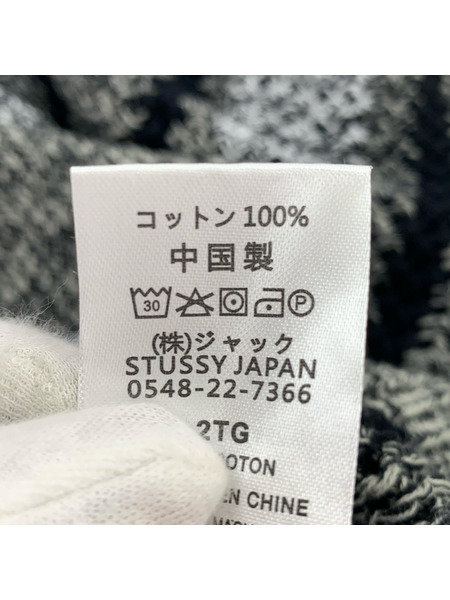 コットン100%
中国製
30 P
(株)ジャック
STUSSY JAPAN
0548-22-7366
2TG
EN CHINE